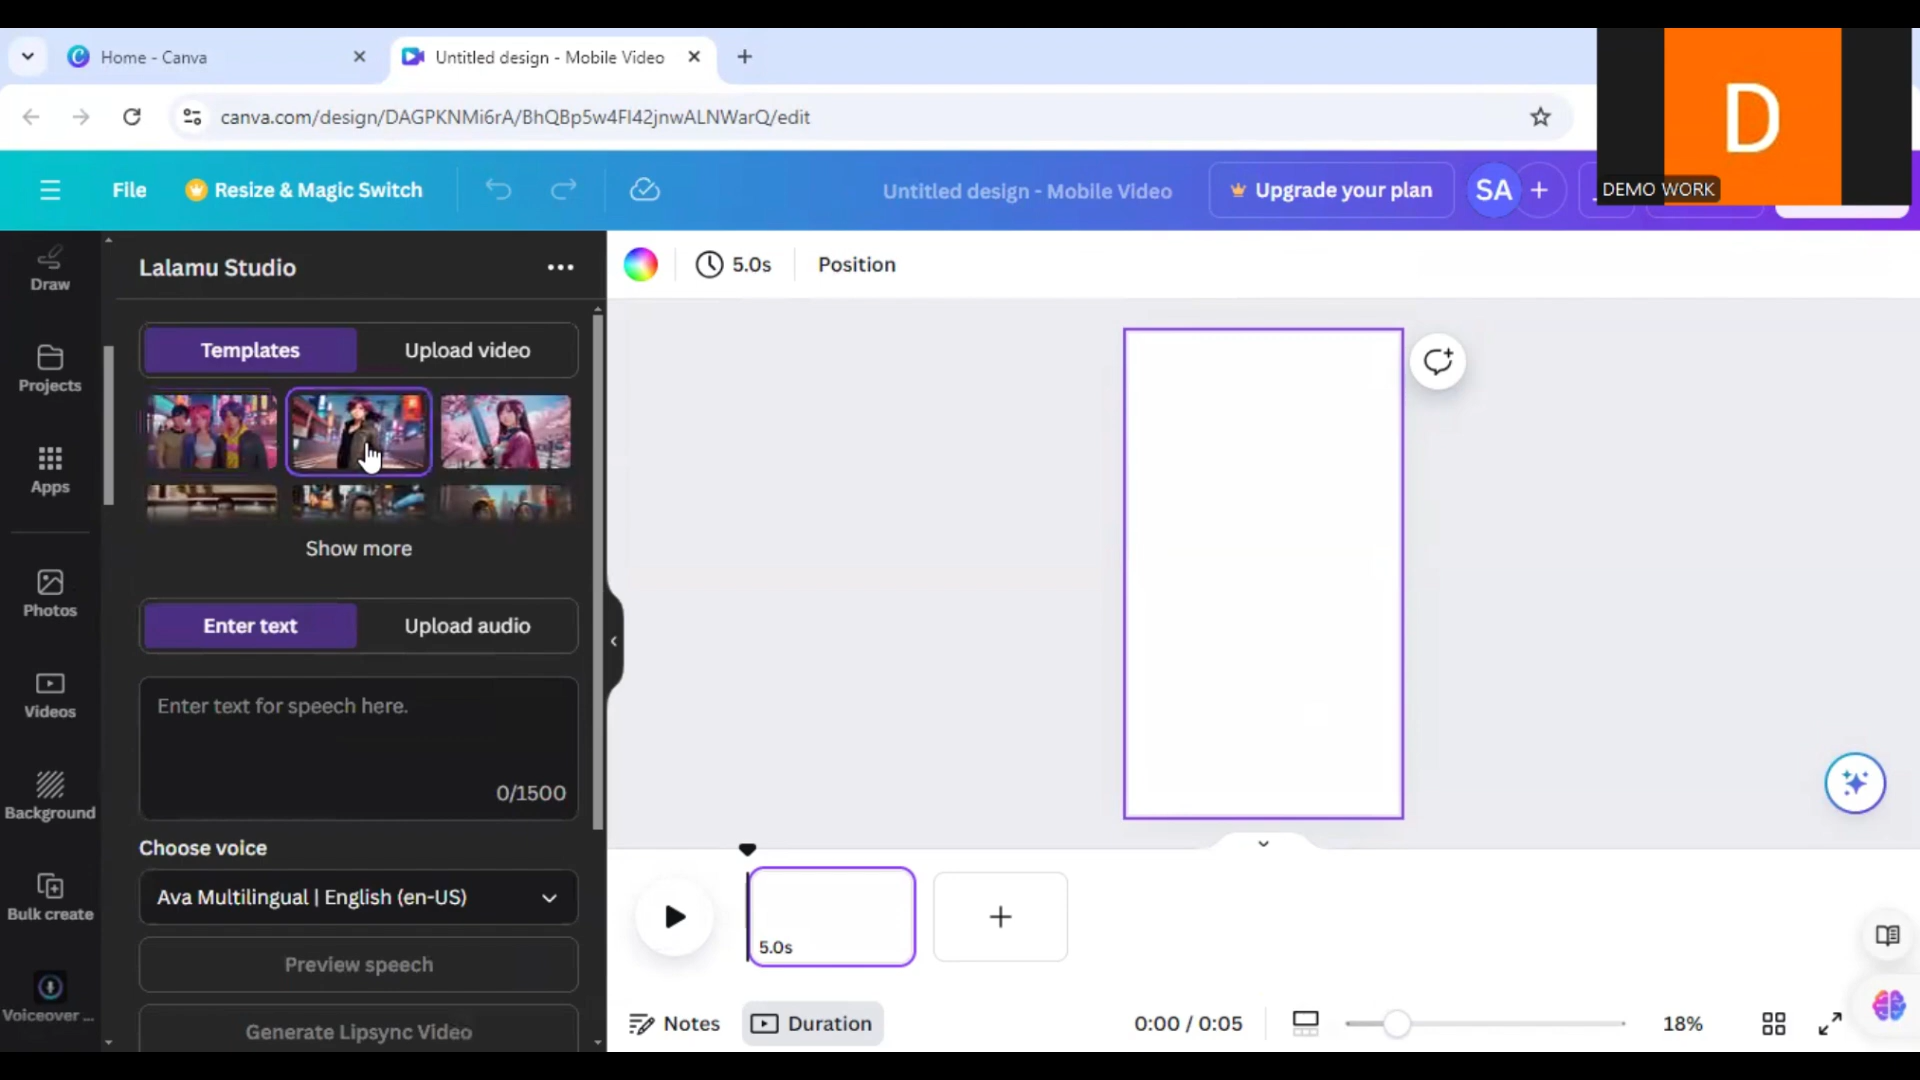 Home - Canva
Untitled design - Mobile Video
canva.com/design/DAGPKNMi6rA/BhQBp5w4FI42jnwALNWarQ/edit
D
DEMO WORK
File
Resize & Magic Switch
Untitled design - Mobile Video
Upgrade your plan
SA
Draw
Projects
Apps
Photos
Videos
Background
Bulk create
Voiceover ...
Lalamu Studio
Templates
Upload video
Show more
Enter text
Upload audio
Enter text for speech here.
0/1500
Choose voice
Ava Multilingual | English (en-US)
Preview speech
Generate Lipsync Video
5.0s
Position
5.0s
Notes
Duration
0:00 / 0:05
18%